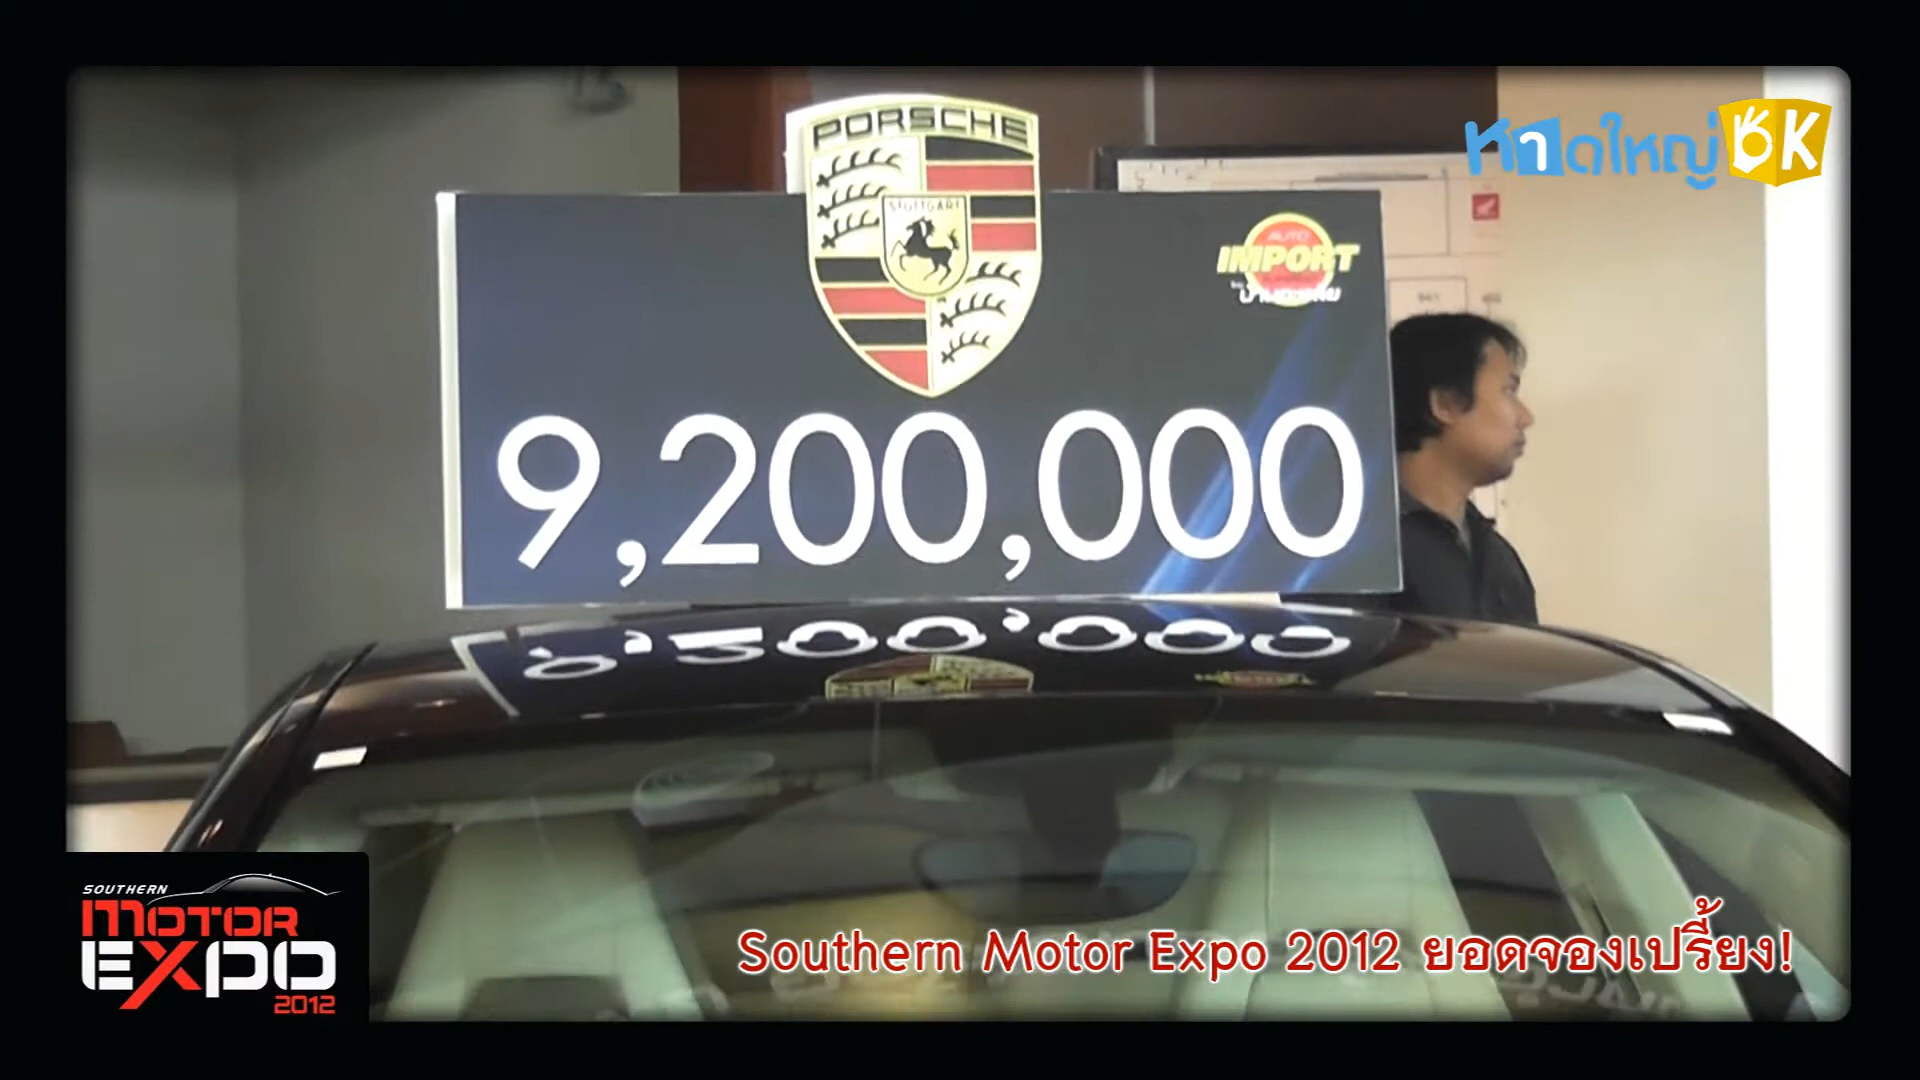 หาดใหญ่ OK
PORSCHE
STUTTGART
AUTO
IMPORT
9,200,000
SOUTHERN
MOTOR
EXPO
2012
Southern Motor Expo 2012 ยอดจองเปรี้ยง!